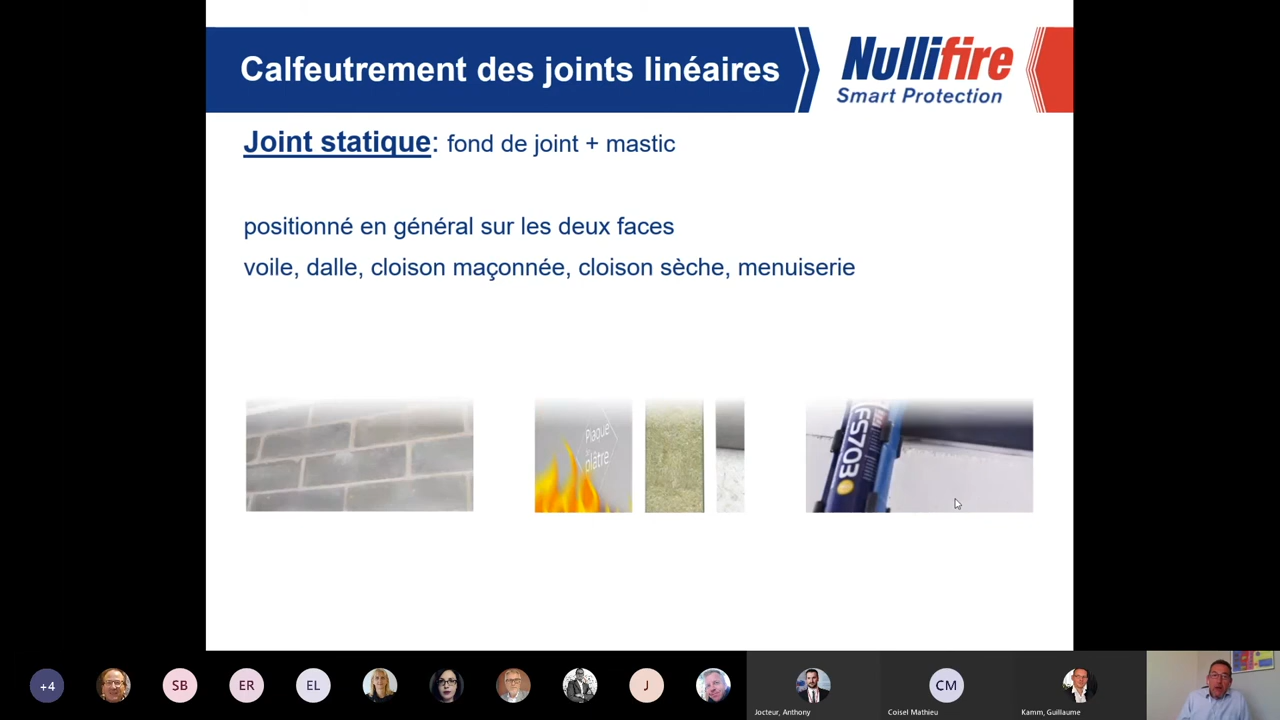 Calfeutrement des joints linéaires
Nullifire
Smart Protection
Joint statique: fond de joint + mastic
positionné en général sur les deux faces
voile, dalle, cloison maçonnée, cloison sèche, menuiserie
Plaque
plâtre
FS703
+4
SB
ER
EL
J
CM
Jocteur, Anthony
Coisel Mathieu
Kamm, Guillaume